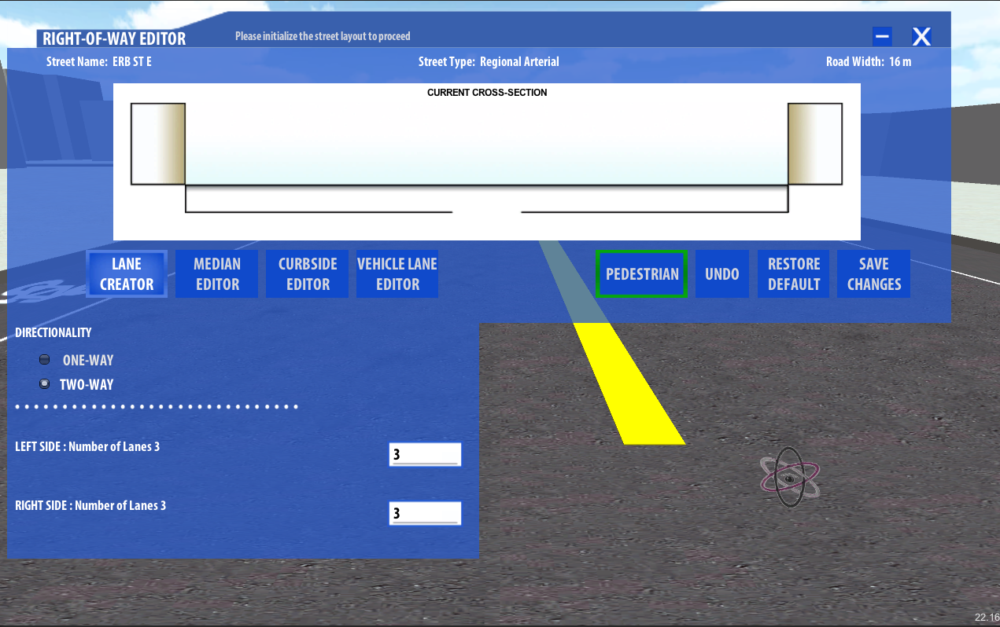 RIGHT-OF-WAY EDITOR
Please initialize the street layout to proceed
X
Street Name: ERB ST E
Street Type: Regional Arterial
Road Width: 16 m
CURRENT CROSS-SECTION
LANE
CREATOR
MEDIAN
EDITOR
CURBSIDE
EDITOR
VEHICLE LANE
EDITOR
PEDESTRIAN
UNDO
RESTORE
DEFAULT
SAVE
CHANGES
DIRECTIONALITY
ONE-WAY
TWO-WAY
LEFT SIDE : Number of Lanes 3
3
RIGHT SIDE : Number of Lanes 3
3
22.16